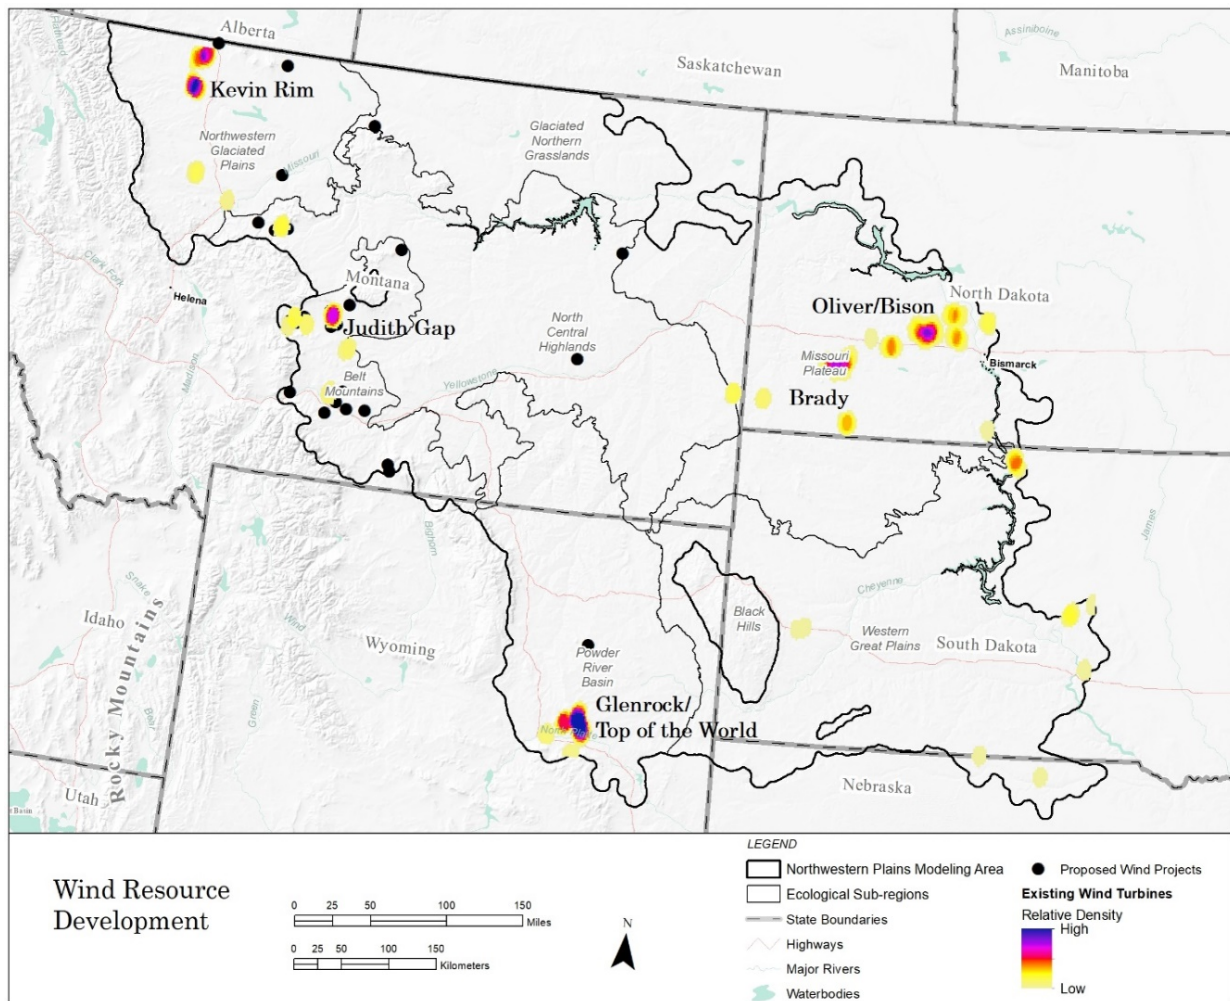 Alberta
Saskatchewan
Assiniboine
Manitoba
Flathead
Kevin Rim
Northwestern
Glaciated
Plains
Missouri
Glaciated
Northern
Grasslands
Clark Fork
Helena
Montana
Judith Gap
North
Central
Highlands
Belt
Mountains
Yellowstone
Madison
North Dakota
Oliver/Bison
Missouri
Plateau
Bismarck
Brady
Bighorn
James
Cheyenne
Black
Hills
Western
Great Plains
South Dakota
Idaho
Snake
Rocky Mountains
Wind
Wyoming
Green
Bear
Utah
Powder
River
Basin
Glenrock/
Top of the World
North Platte
Nebraska
Wind Resource
Development
0 25 50 100 150
Miles
0 25 50 100 150
Kilometers
N
LEGEND
Northwestern Plains Modeling Area
Ecological Sub-regions
State Boundaries
Highways
Major Rivers
Waterbodies
Proposed Wind Projects
Existing Wind Turbines
Relative Density
High
Low